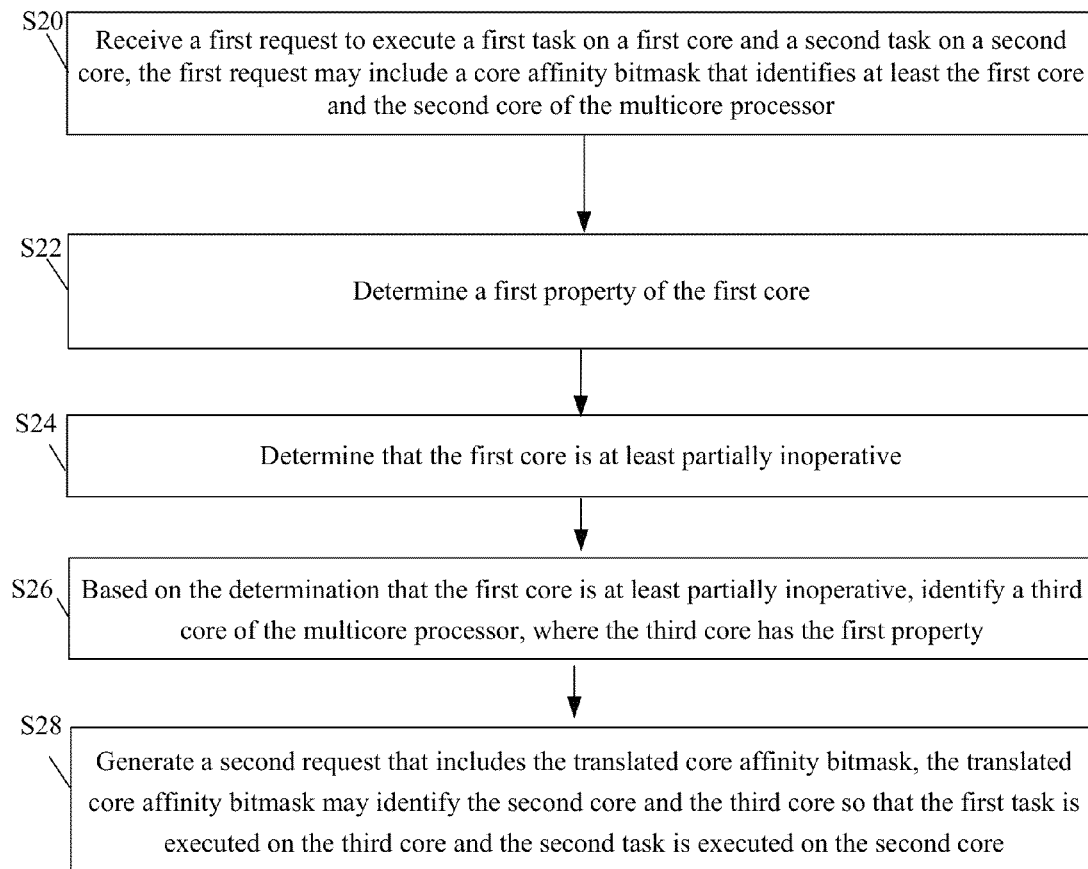 S20
Receive a first request to execute a first task on a first core and a second task on a second
core, the first request may include a core affinity bitmask that identifies at least the first core
and the second core of the multicore processor
S22
Determine a first property of the first core
S24
Determine that the first core is at least partially inoperative
S26
Based on the determination that the first core is at least partially inoperative, identify a third
core of the multicore processor, where the third core has the first property
S28
Generate a second request that includes the translated core affinity bitmask, the translated
core affinity bitmask may identify the second core and the third core so that the first task is
executed on the third core and the second task is executed on the second core